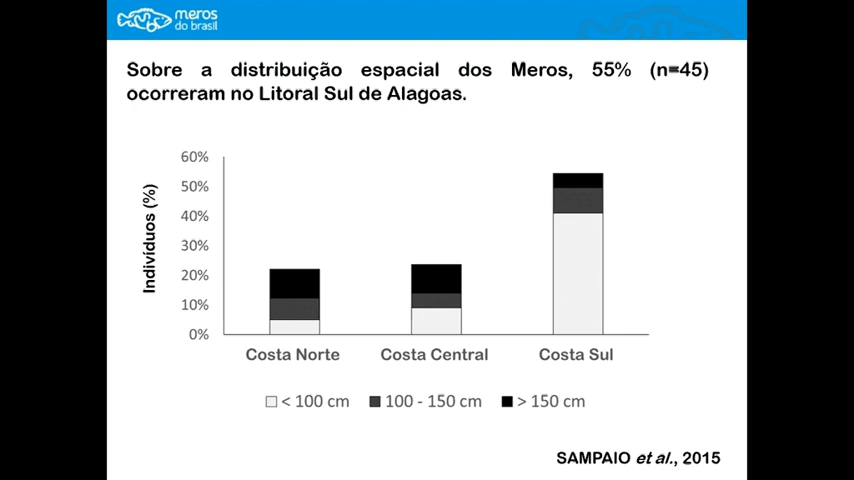 meros
do brasil
Sobre a distribuição espacial dos Meros, 55% (n=45)
ocorreram no Litoral Sul de Alagoas.
60%
50%
40%
30%
20%
10%
0%
Indivíduos (%)
Costa Norte Costa Central Costa Sul
< 100 cm 100 - 150 cm > 150 cm
SAMPAIO et al., 2015